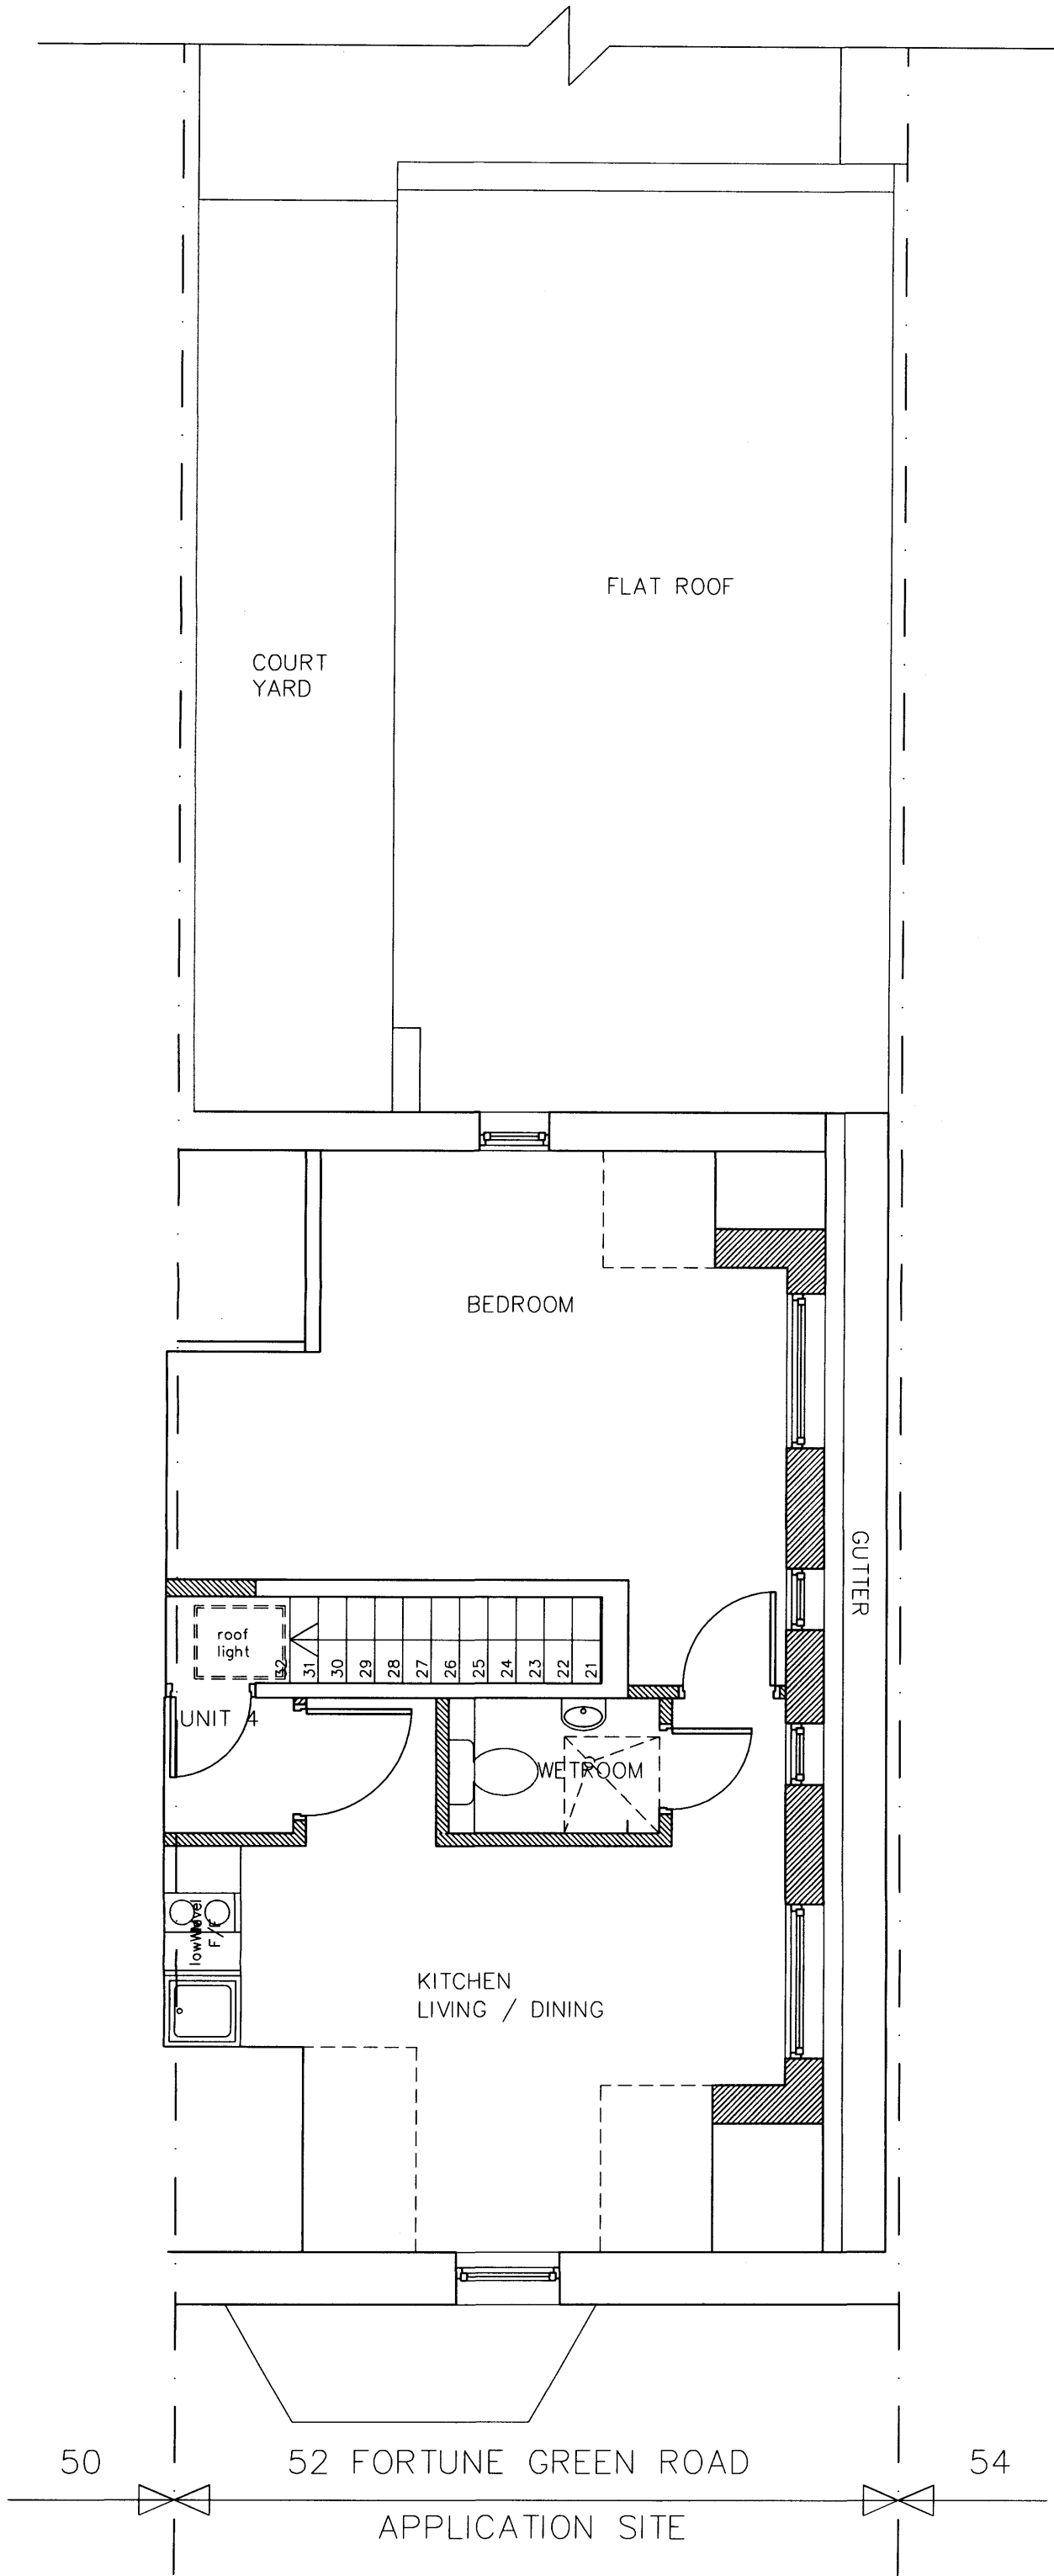 FLAT ROOF
COURT
YARD
BEDROOM
GUTTER
roof
light
32 31 30 29 28 27 26 25 24 23 22 21
UNIT 4
WETROOM
low level
F/F
KITCHEN
LIVING / DINING
50
52 FORTUNE GREEN ROAD
54
APPLICATION SITE